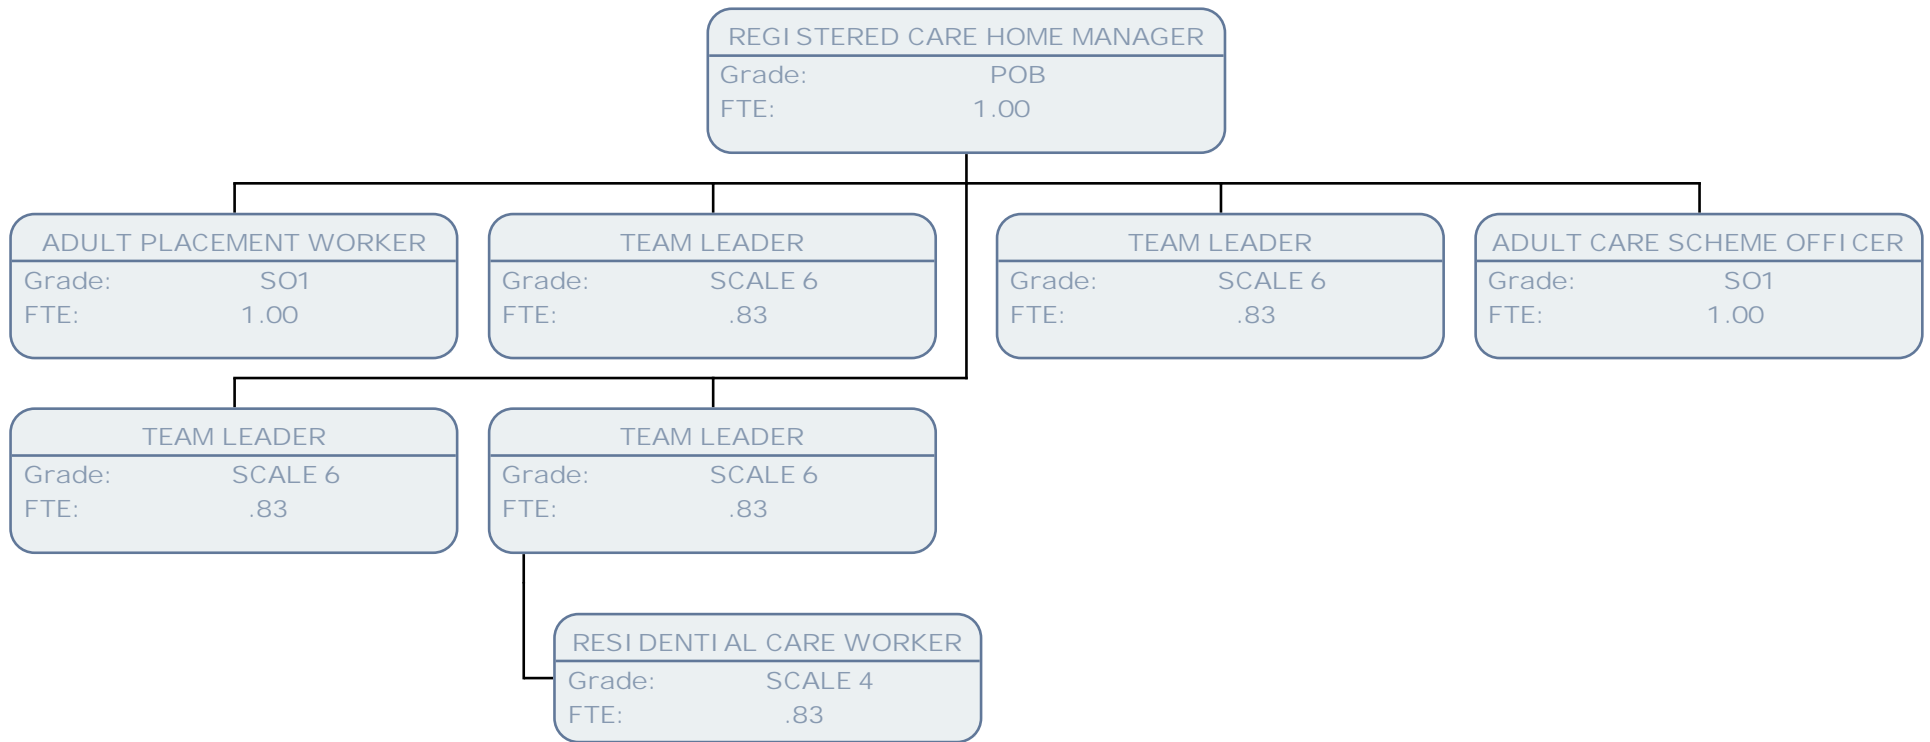 REGISTERED CARE HOME MANAGER
Grade: POB
FTE: 1.00
ADULT PLACEMENT WORKER
Grade: SO1
FTE: 1.00
TEAM LEADER
Grade: SCALE 6
FTE: .83
TEAM LEADER
Grade: SCALE 6
FTE: .83
ADULT CARE SCHEME OFFICER
Grade: SO1
FTE: 1.00
TEAM LEADER
Grade: SCALE 6
FTE: .83
TEAM LEADER
Grade: SCALE 6
FTE: .83
RESIDENTIAL CARE WORKER
Grade: SCALE 4
FTE: .83